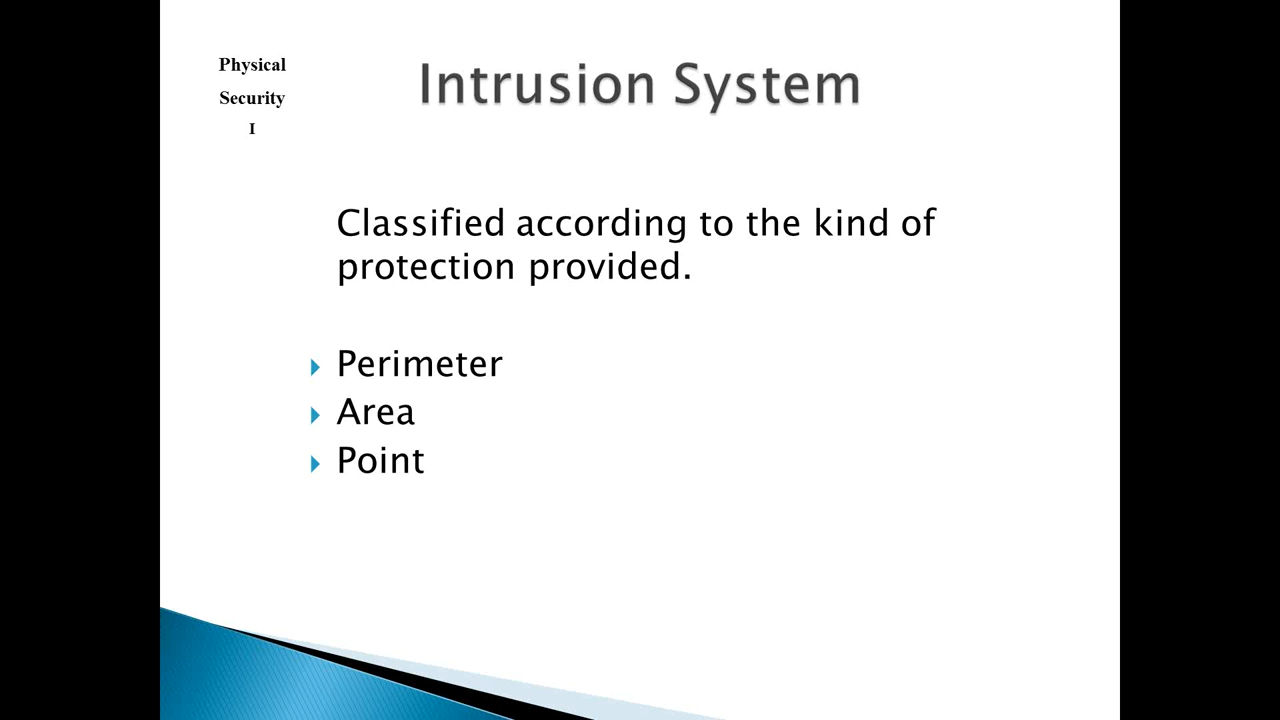 Physical
Security
I
Intrusion System
Classified according to the kind of
protection provided.
Perimeter
Area
Point